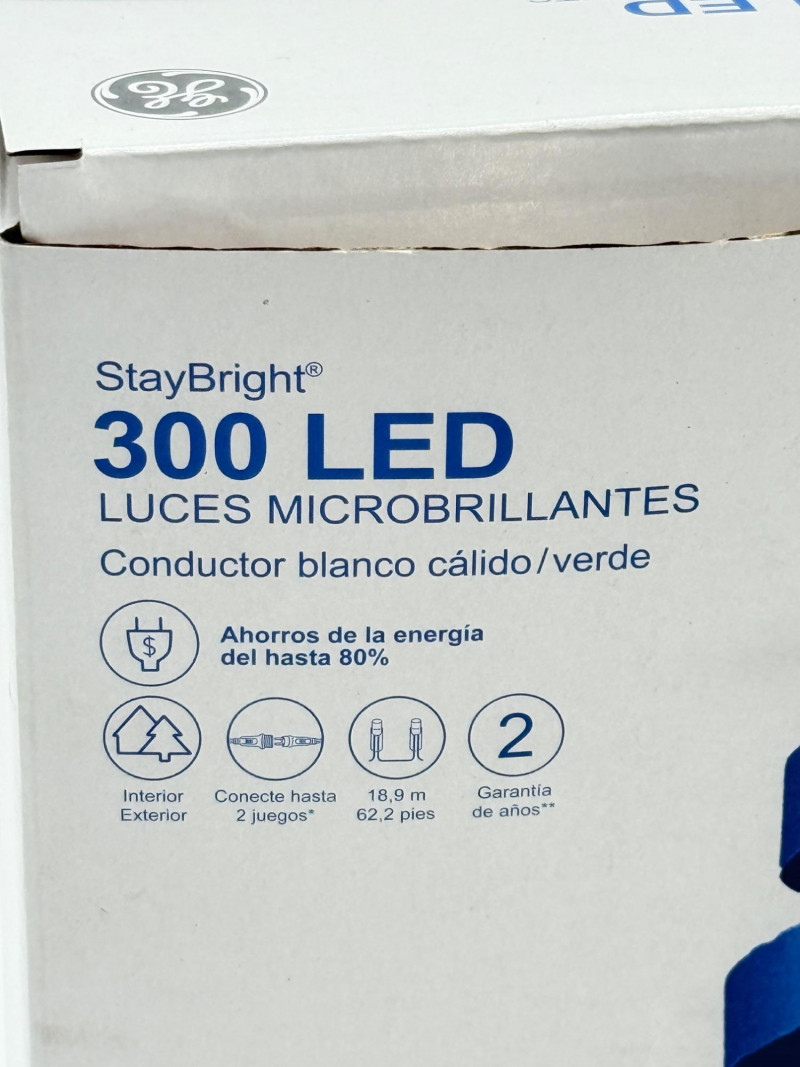 StayBright®
300 LED
LUCES MICROBRILLANTES
Conductor blanco cálido/verde
$
Ahorros de la energía
del hasta 80%
2
Interior
Exterior
Conecte hasta
2 juegos*
18,9 m
62,2 pies
Garantía
de años**